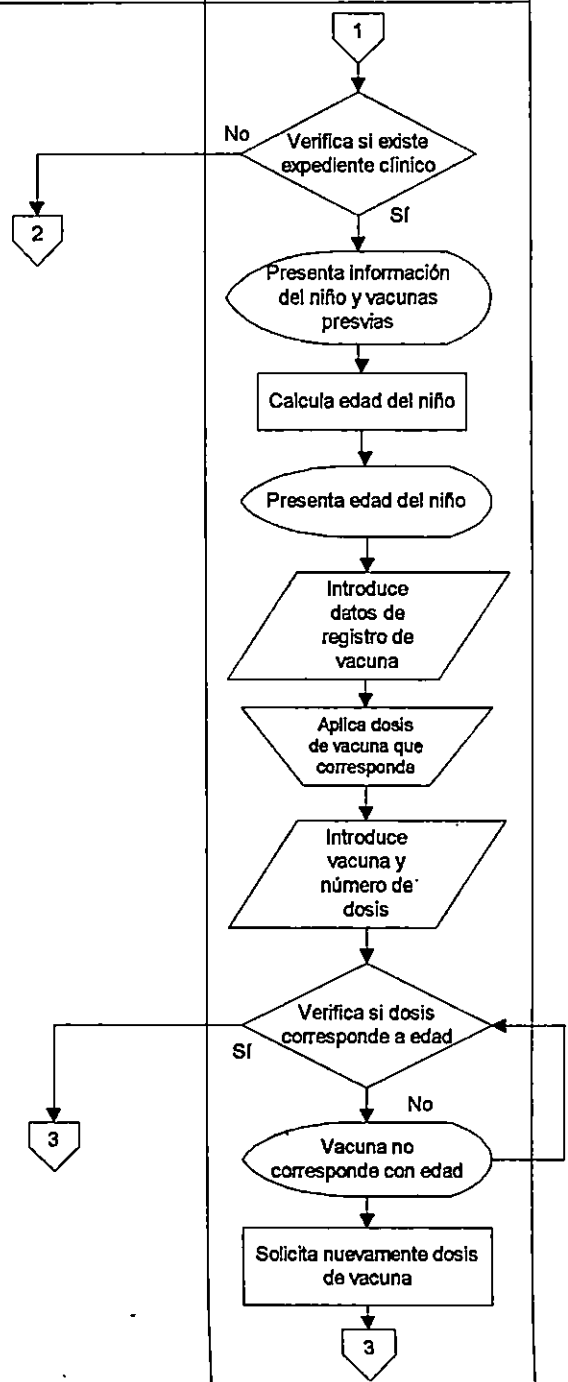 1
No
Verifica si existe
expediente clínico
Sí
2
Presenta información
del niño y vacunas
presvias
Calcula edad del niño
Presenta edad del niño
Introduce
datos de
registro de
vacuna
Aplica dosis
de vacuna que
corresponda
Introduce
vacuna y
número de
dosis
Verifica si dosis
corresponde a edad
Sí
No
3
Vacuna no
corresponde con edad
Solicita nuevamente dosis
de vacuna
3